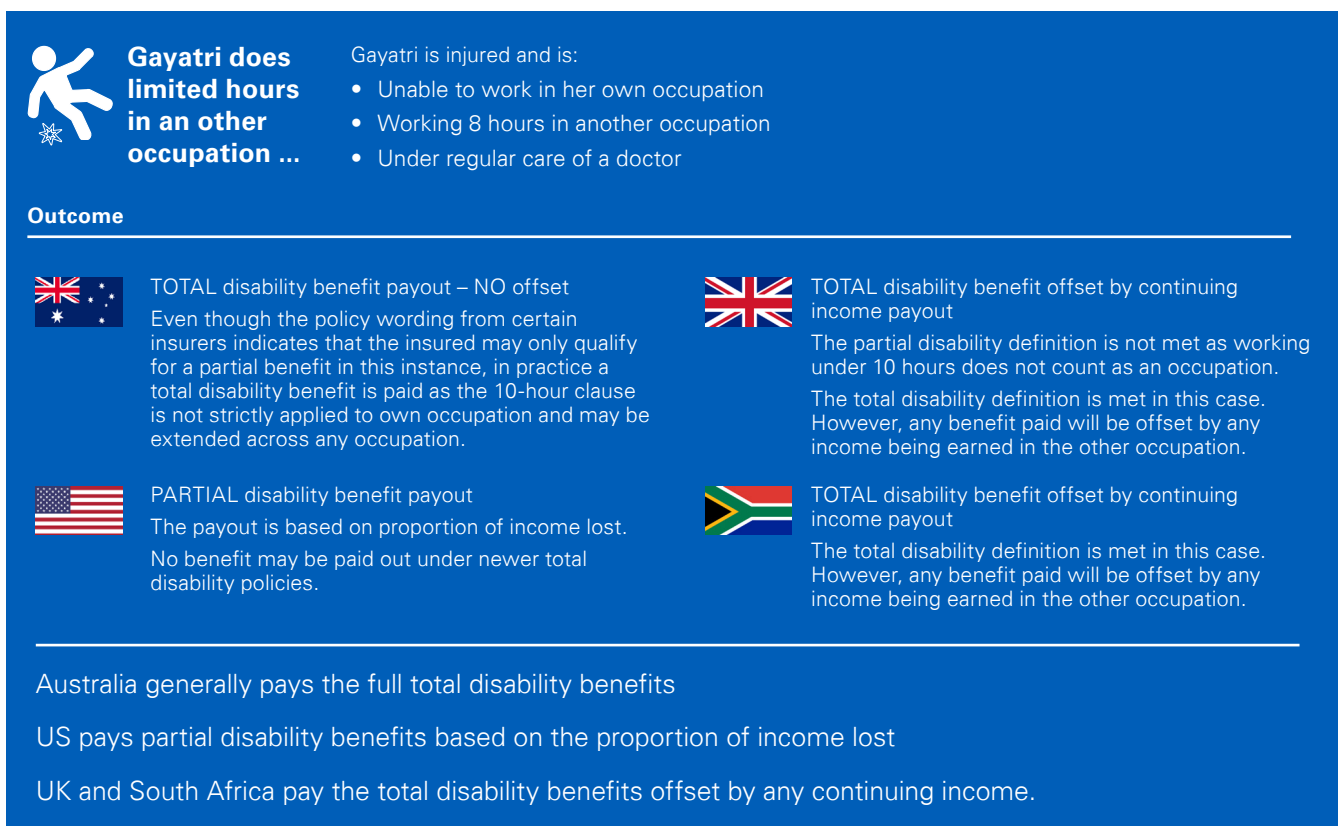 Gayatri does
limited hours
in an other
occupation ...
Gayatri is injured and is:
• Unable to work in her own occupation
• Working 8 hours in another occupation
• Under regular care of a doctor
Outcome
TOTAL disability benefit payout – NO offset
Even though the policy wording from certain
insurers indicates that the insured may only qualify
for a partial benefit in this instance, in practice a
total disability benefit is paid as the 10-hour clause
is not strictly applied to own occupation and may be
extended across any occupation.
TOTAL disability benefit offset by continuing
income payout
The partial disability definition is not met as working
under 10 hours does not count as an occupation.
The total disability definition is met in this case.
However, any benefit paid will be offset by any
income being earned in the other occupation.
PARTIAL disability benefit payout
The payout is based on proportion of income lost.
No benefit may be paid out under newer total
disability policies.
TOTAL disability benefit offset by continuing
income payout
The total disability definition is met in this case.
However, any benefit paid will be offset by any
income being earned in the other occupation.
Australia generally pays the full total disability benefits
US pays partial disability benefits based on the proportion of income lost
UK and South Africa pay the total disability benefits offset by any continuing income.